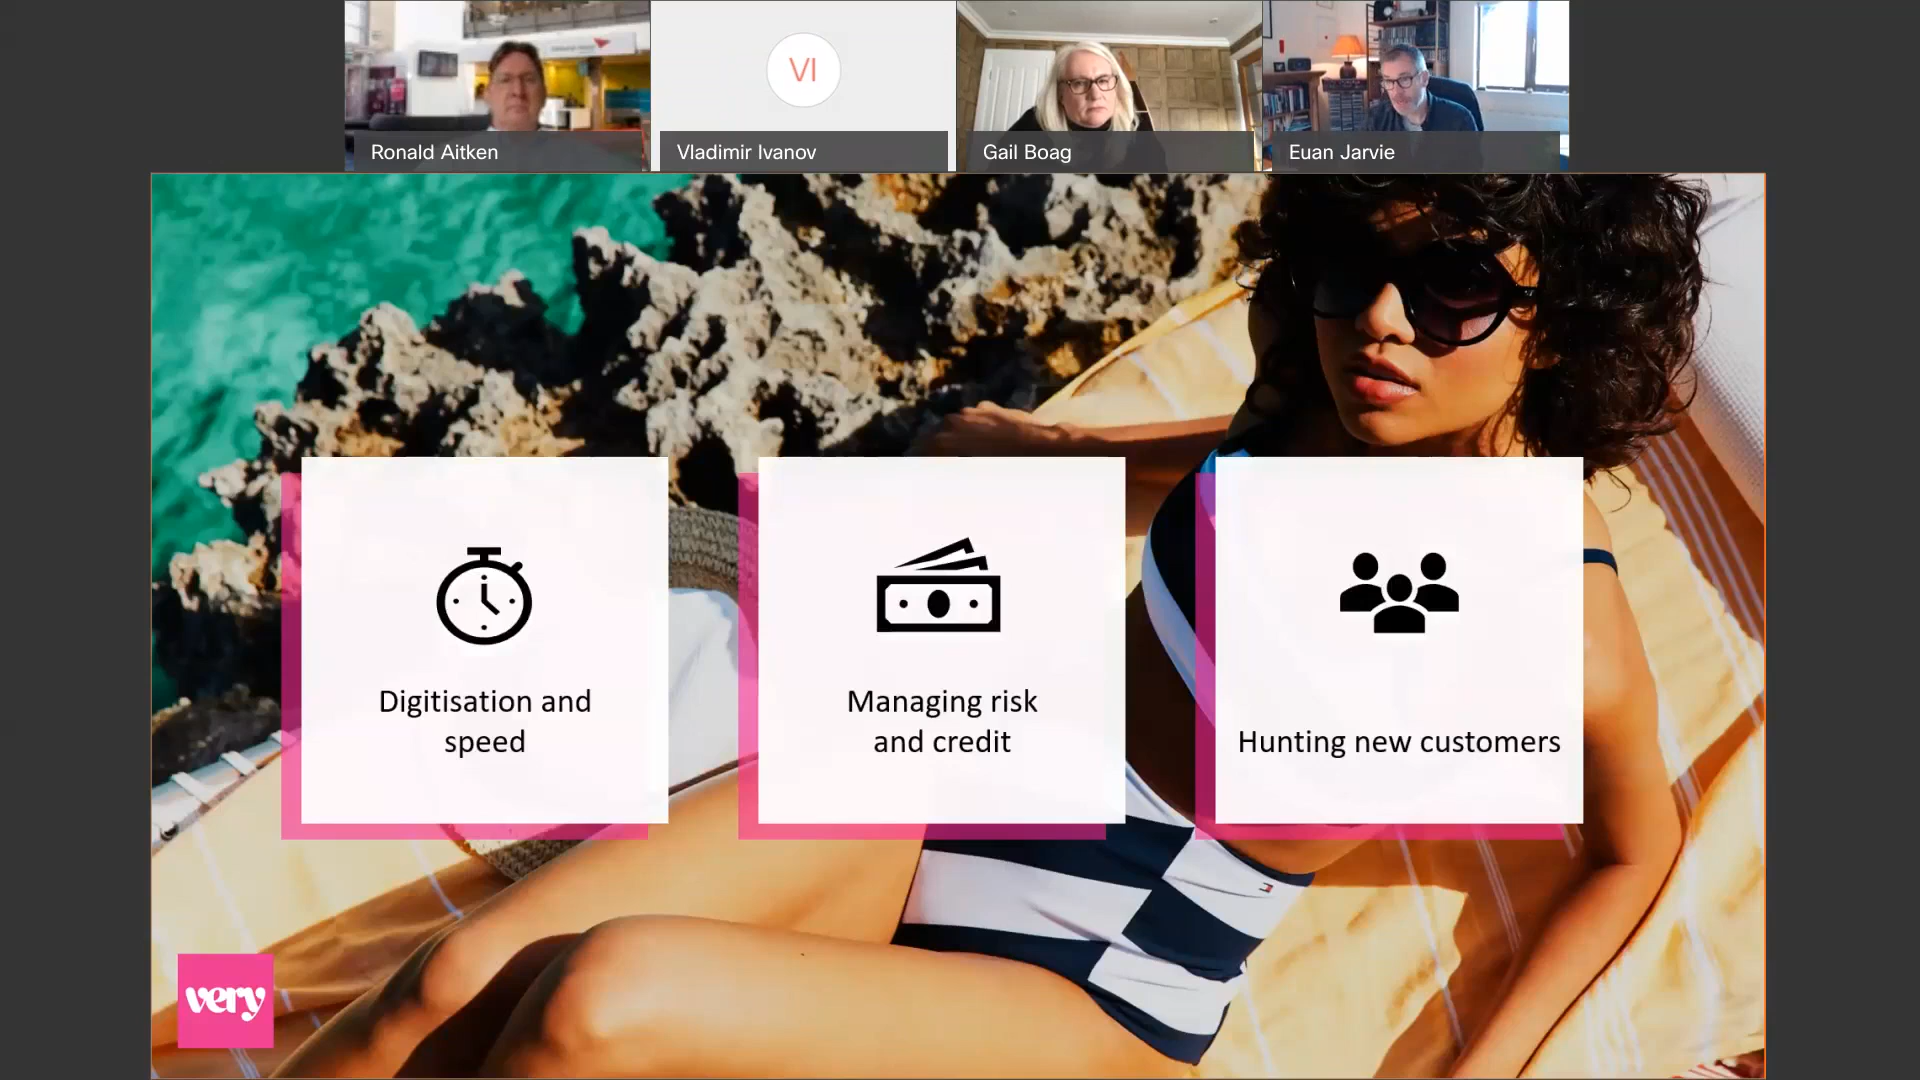 Ronald Aitken
VI
Vladimir Ivanov
Gail Boag
Euan Jarvie
Digitisation and
speed
Managing risk
and credit
Hunting new customers
very